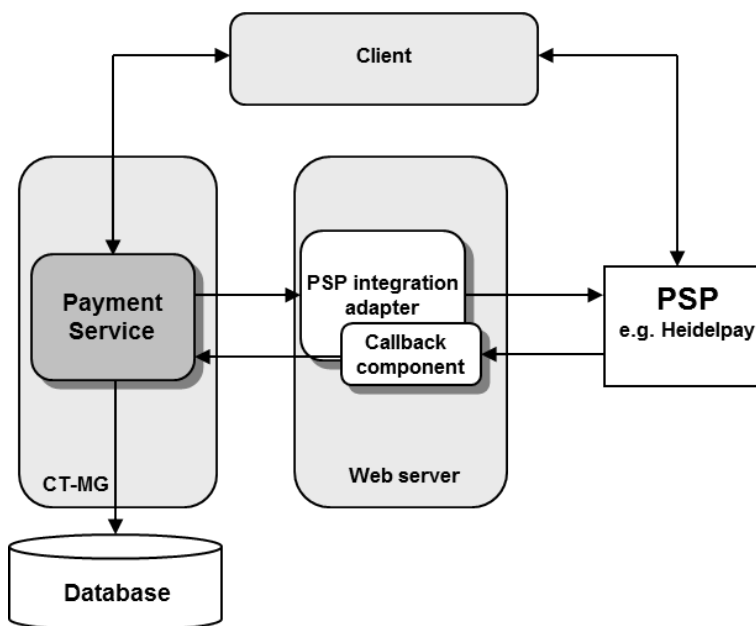 Client
Payment
Service
PSP integration
adapter
Callback
component
PSP
e.g. Heidelpay
CT-MG
Web server
Database